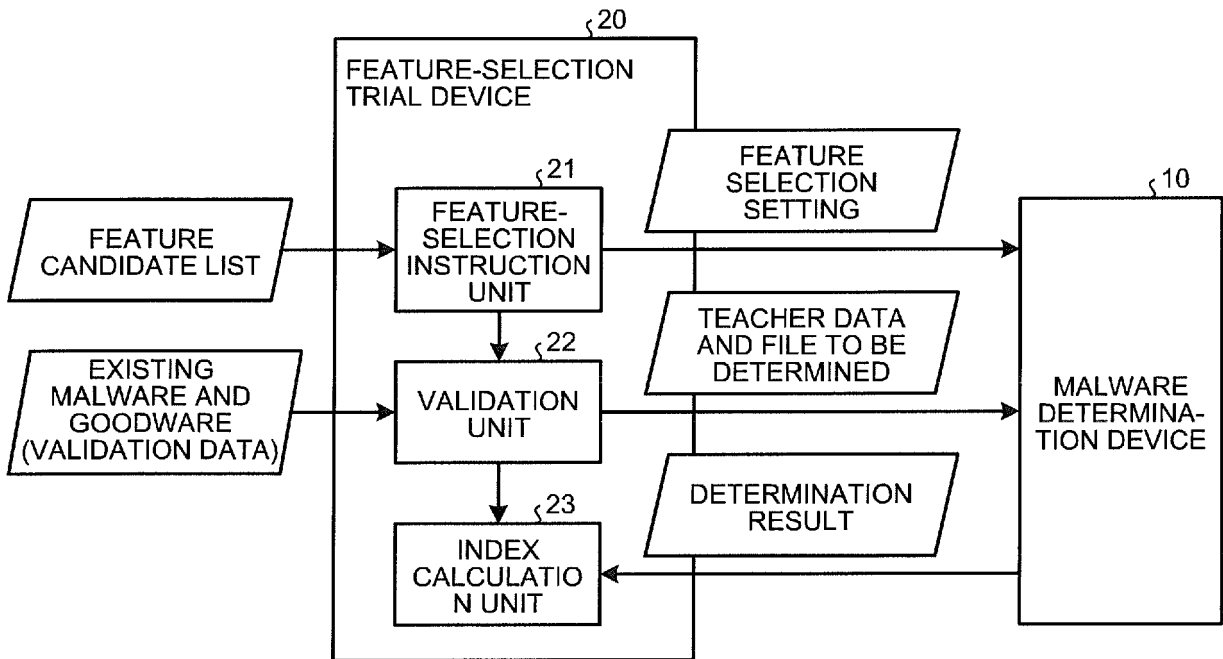 20
FEATURE-SELECTION
TRIAL DEVICE
FEATURE
SELECTION
SETTING
21
10
FEATURE
CANDIDATE LIST
FEATURE-
SELECTION
INSTRUCTION
UNIT
TEACHER DATA
AND FILE TO BE
DETERMINED
22
EXISTING
MALWARE AND
GOODWARE
(VALIDATION DATA)
VALIDATION
UNIT
MALWARE
DETERMINA-
TION DEVICE
DETERMINATION
RESULT
23
INDEX
CALCULATIO
N UNIT